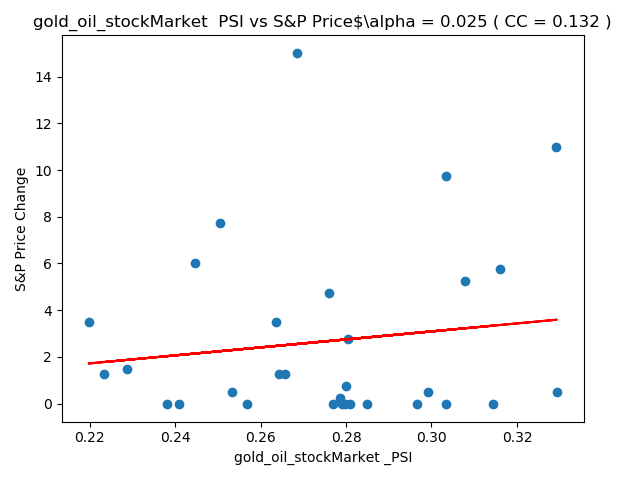 gold_oil_stockMarket  PSI vs S&P Price$\alpha = 0.025 ( CC = 0.132 )
14
12
10
8
6
4
2
0
S&P Price Change
0.22 0.24 0.26 0.28 0.30 0.32
gold_oil_stockMarket _PSI